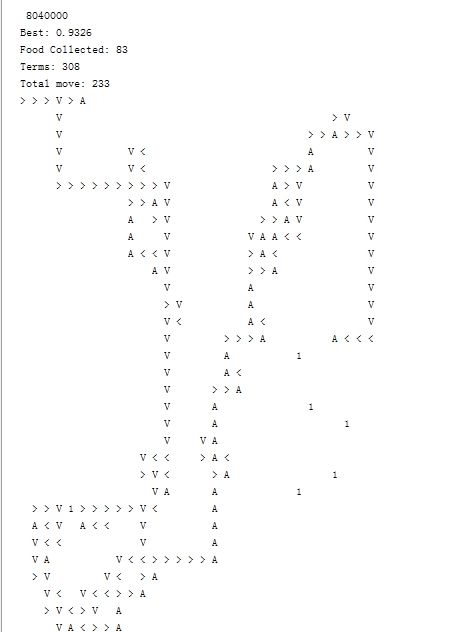 8040000
Best: 0.9326
Food Collected: 83
Terms: 308
Total move: 233
> > > V > A
V > V
V > > A > > V
V V < A V
V V < > > > A V
> > > > > > > > > V A > V V
> > A V A < V V
A > V > > A V V
A V V A A < < V
A < < V > A < V
A V > > A V
V A V
> V A V
V < A < V
V > > > A A < < <
V A 1
V A <
V > > A
V A 1
V A 1
V V A
V < < > A <
> V < > A 1
V A A 1
> > V 1 > > > > > V < A
A < V A < < V A
V < < V A
V A V < < > > > > > A
> V V < > A
V < V < < > > A
> V < > V A
V A < > > A